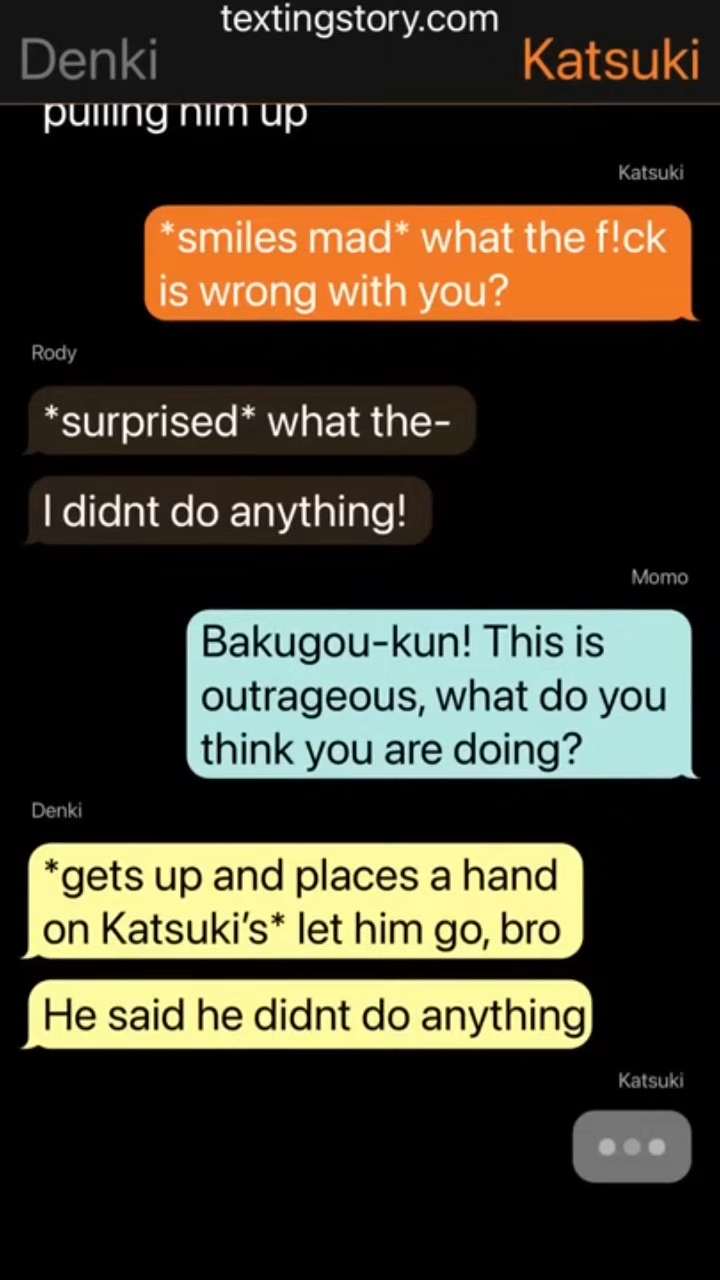 textingstory.com
Denki
Katsuki
pulling him up
Katsuki
*smiles mad* what the f!ck
is wrong with you?
Rody
*surprised* what the-
I didnt do anything!
Momo
Bakugou-kun! This is
outrageous, what do you
think you are doing?
Denki
*gets up and places a hand
on Katsuki’s* let him go, bro
He said he didnt do anything
Katsuki